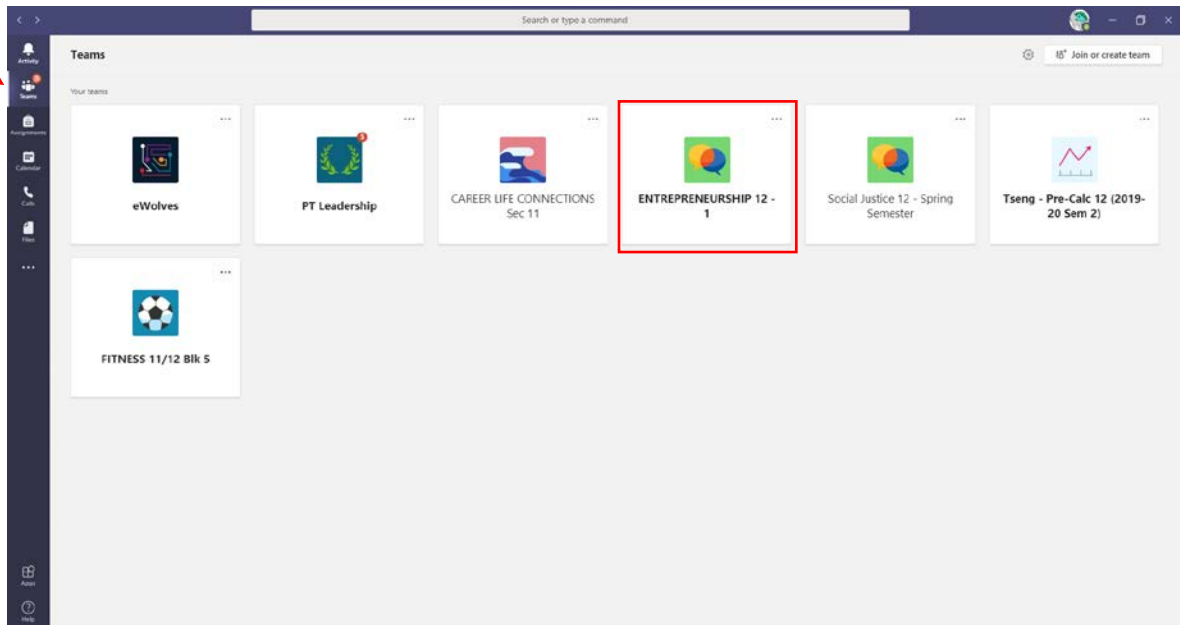 Search or type a command
Activity
Teams
Join or create team
Teams
Your teams
Assignments
Calendar
Calls
Files
eWolves
3
PT Leadership
CAREER LIFE CONNECTIONS
Sec 11
ENTREPRENEURSHIP 12 -
1
Social Justice 12 - Spring
Semester
Tseng - Pre-Calc 12 (2019-
20 Sem 2)
FITNESS 11/12 Blk 5
Apps
Help